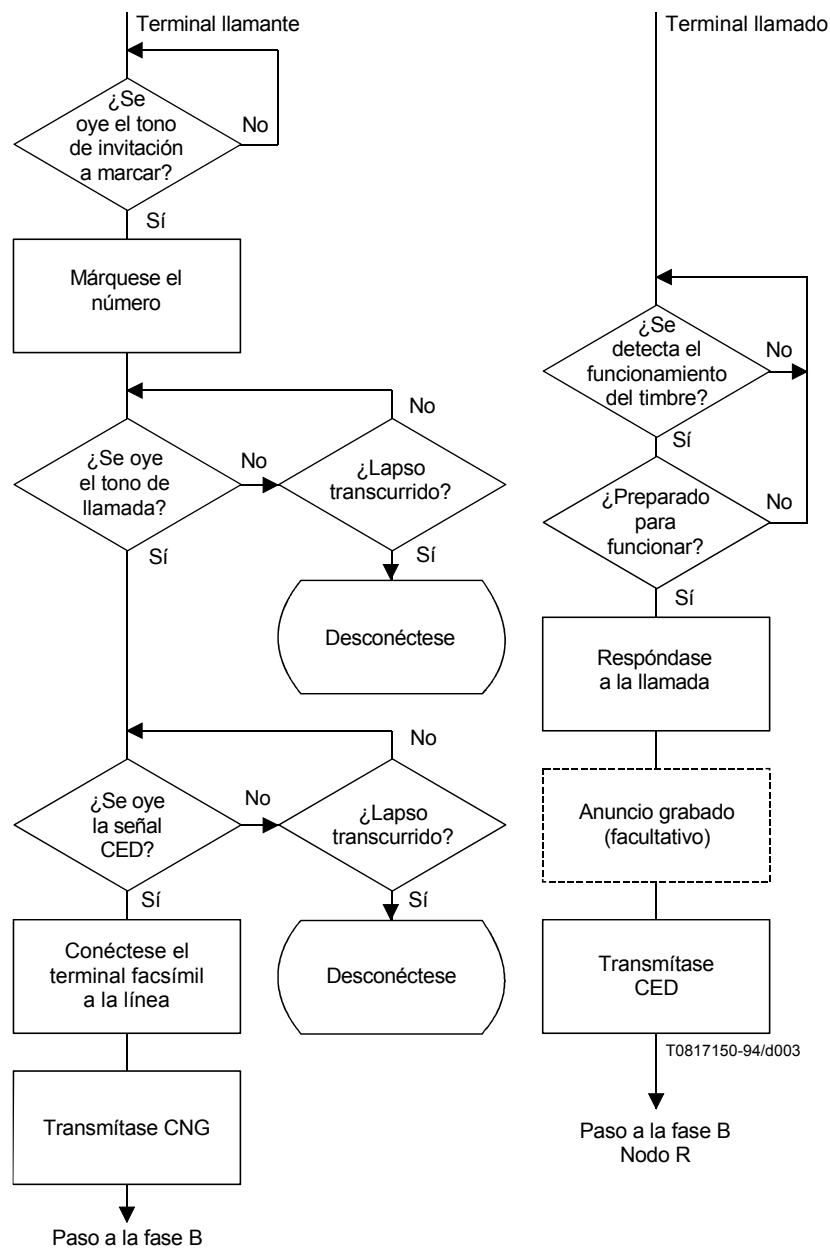 Terminal llamante
¿Se
oye el tono
de invitación
a marcar?
No
Sí
Márquese el
número
¿Se oye
el tono de
llamada?
No
Sí
No
¿Lapso
transcurrido?
Sí
Desconéctese
¿Se oye
la señal
CED?
No
Sí
No
¿Lapso
transcurrido?
Sí
Desconéctese
Conéctese el
terminal facsímil
a la línea
Transmítase CNG
Paso a la fase B
Terminal llamado
¿Se
detecta el
funcionamiento
del timbre?
No
Sí
¿Preparado
para
funcionar?
No
Sí
Respóndase
a la llamada
Anuncio grabado
(facultativo)
Transmítase
CED
T0817150-94/d003
Paso a la fase B
Nodo R